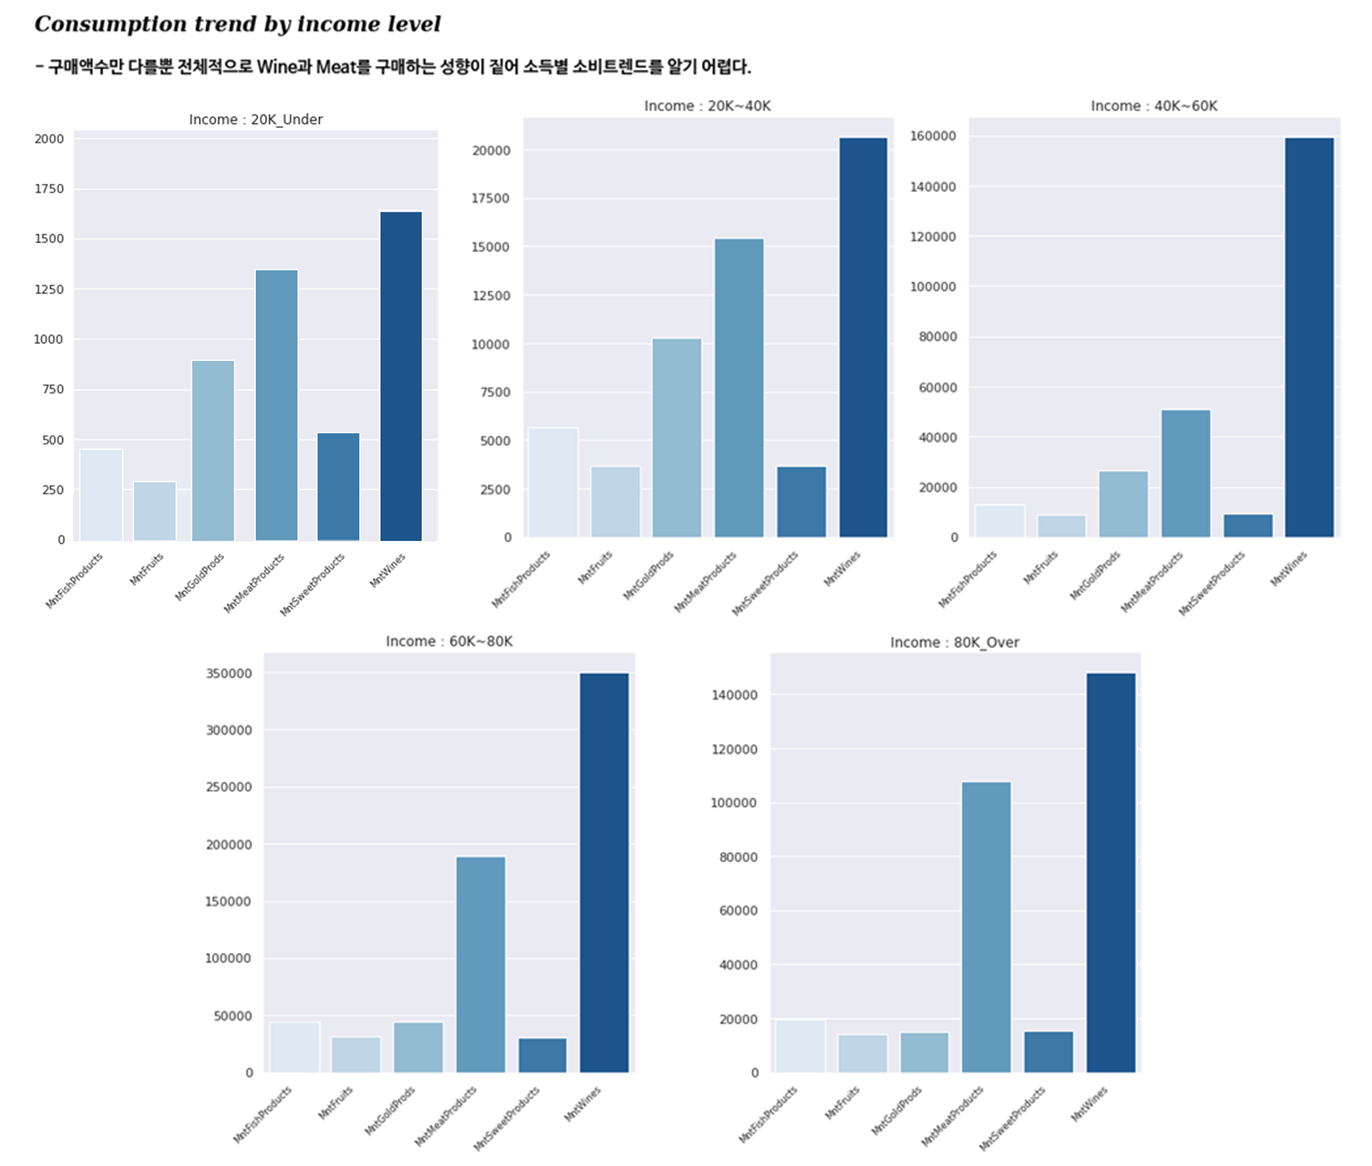 Consumption trend by income level
- 구매액수만 다를뿐 전체적으로 Wine과 Meat를 구매하는 성향이 짙어 소득별 소비트렌드를 알기 어렵다.
Income : 20K_Under
2000
1750
1500
1250
1000
750
500
250
0
MntFishProducts
MntFruits
MntGoldProds
MntMeatProducts
MntSweetProducts
MntWines
Income : 20K~40K
20000
17500
15000
12500
10000
7500
5000
2500
0
MntFishProducts
MntFruits
MntGoldProds
MntMeatProducts
MntSweetProducts
MntWines
Income : 40K~60K
160000
140000
120000
100000
80000
60000
40000
20000
0
MntFishProducts
MntFruits
MntGoldProds
MntMeatProducts
MntSweetProducts
MntWines
Income : 60K~80K
350000
300000
250000
200000
150000
100000
50000
0
MntFishProducts
MntFruits
MntGoldProds
MntMeatProducts
MntSweetProducts
MntWines
Income : 80K_Over
140000
120000
100000
80000
60000
40000
20000
0
MntFishProducts
MntFruits
MntGoldProds
MntMeatProducts
MntSweetProducts
MntWines